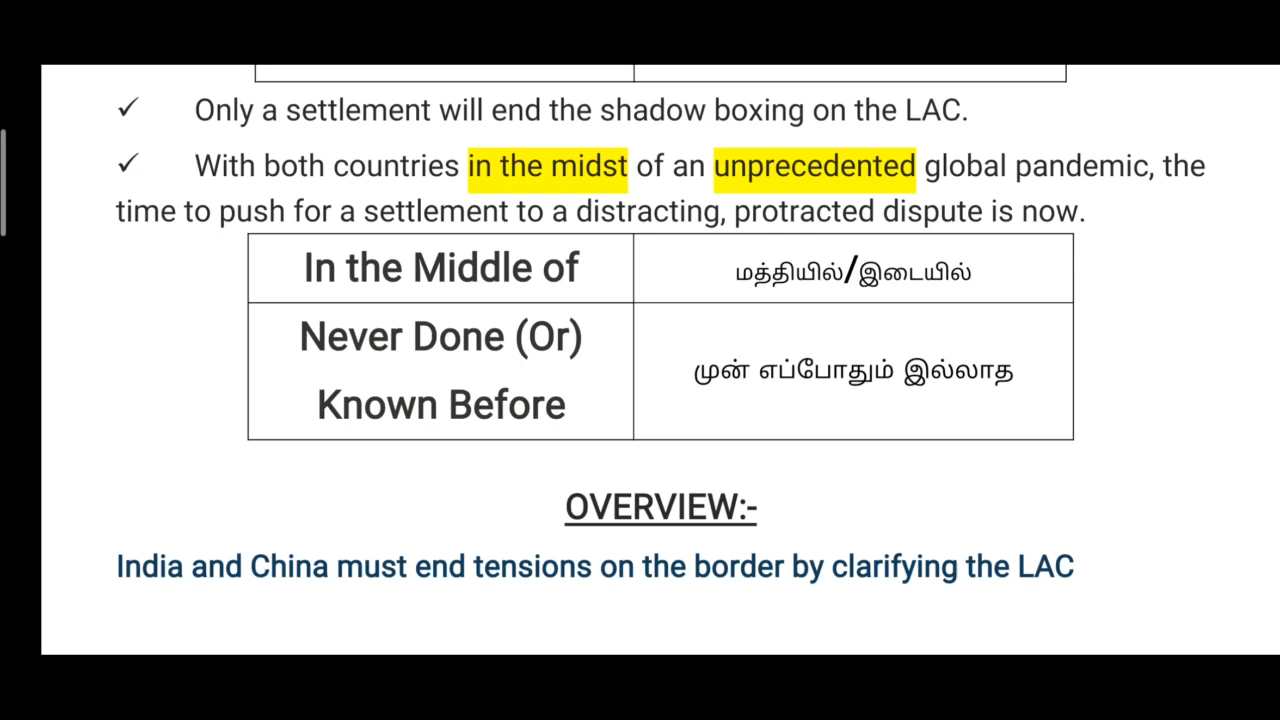 ✓ Only a settlement will end the shadow boxing on the LAC.
✓ With both countries in the midst of an unprecedented global pandemic, the
time to push for a settlement to a distracting, protracted dispute is now.
In the Middle of
மத்தியில்/இடையில்
Never Done (Or)
Known Before
முன் எப்போதும் இல்லாத
OVERVIEW:-
India and China must end tensions on the border by clarifying the LAC